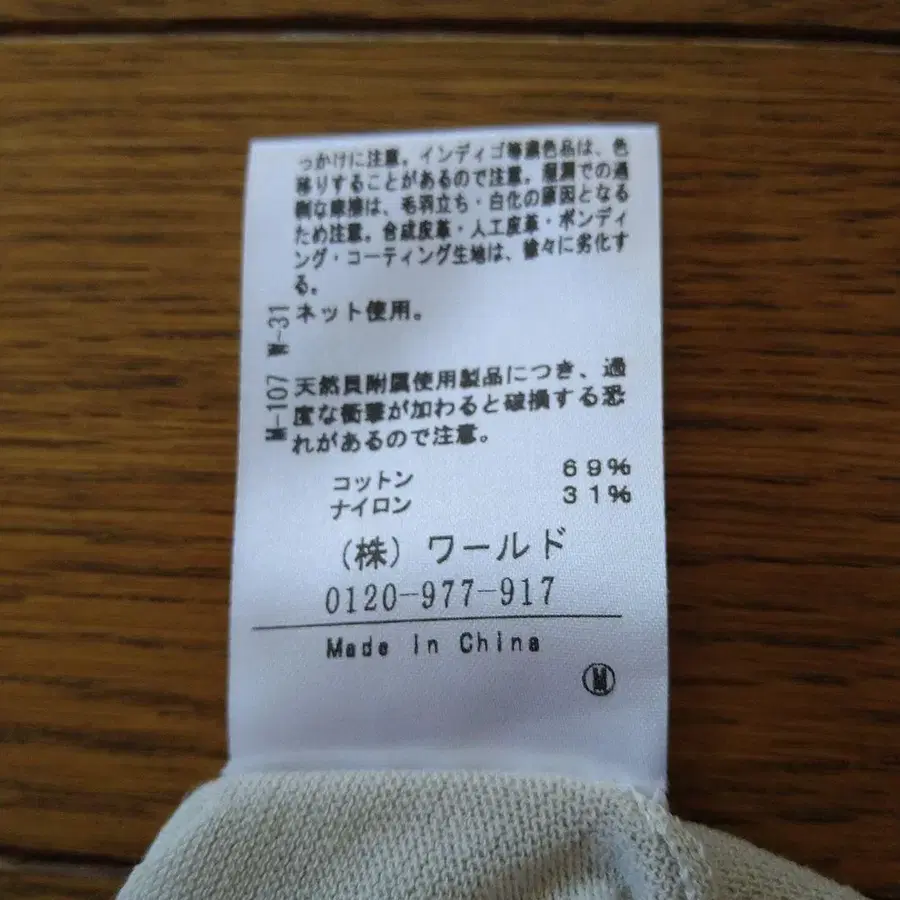 っかけに注意。インディゴ等濃色品は、色
移りすることがあるので注意。湿潤での過
剰な摩擦は、毛羽立ち・白化の原因となる
ため注意。合成皮革・人工皮革・ボンディ
ング・コーティング生地は、徐々に劣化す
る。
W-31
ネット使用。
M-107
天然貝附属使用製品につき、過
度な衝撃が加わると破損する恐
れがあるので注意。
コットン 69%
ナイロン 31%
(株) ワールド
0120-977-917
Made in China
M